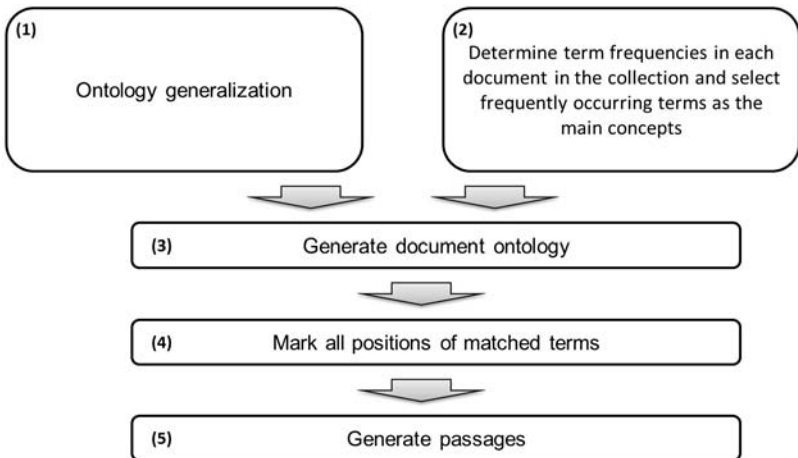 (1)
Ontology generalization
(2)
Determine term frequencies in each
document in the collection and select
frequently occurring terms as the
main concepts
(3) Generate document ontology
(4) Mark all positions of matched terms
(5) Generate passages